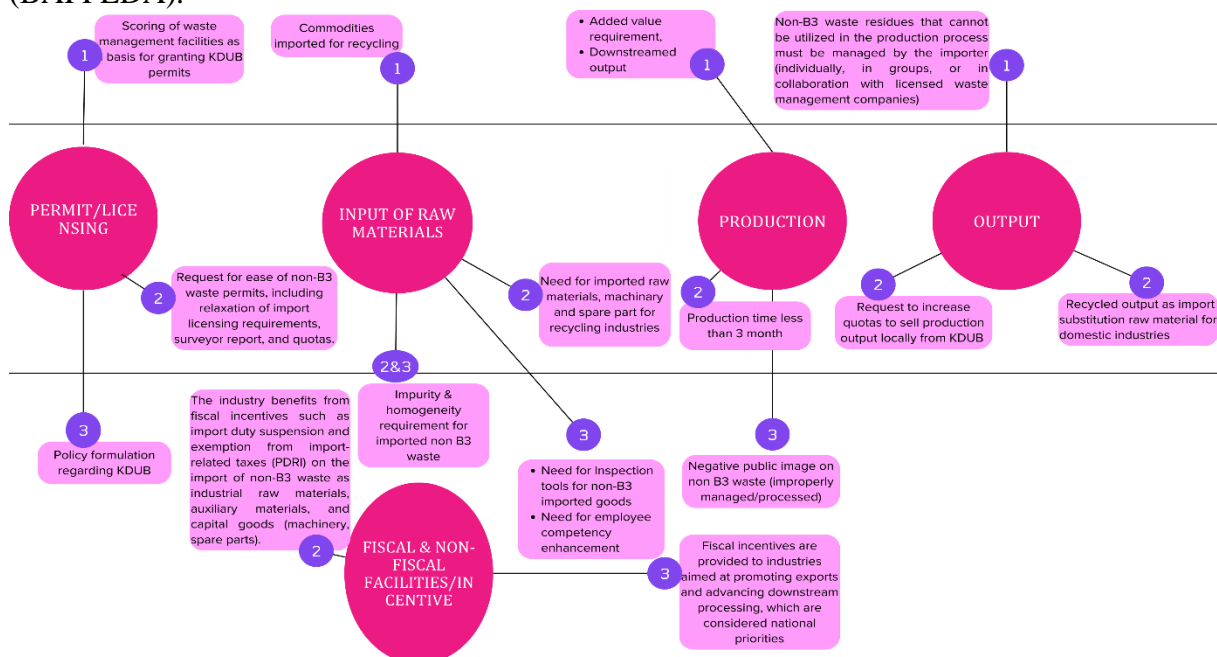 (BAPPEDA).
Scoring of waste
management facilities as
basis for granting KDUB
permits
1
Commodities
imported for recycling
1
• Added value
requirement,
• Downstreamed
output
1
Non-B3 waste residues that cannot
be utilized in the production process
must be managed by the importer
(individually, in groups, or in
collaboration with licensed waste
management companies)
1
PERMIT/LICE
NSING
INPUT OF RAW
MATERIALS
PRODUCTION
OUTPUT
2
Request for ease of non-B3
waste permits, including
relaxation of import
licensing requirements,
surveyor report, and quotas.
2
Need for imported raw
materials, machinary
and spare part for
recycling industries
2
Production time less
than 3 month
2
Request to increase
quotas to sell production
output locally from KDUB
2
Recycled output as import
substitution raw material for
domestic industries
3
Policy formulation
regarding KDUB
The industry benefits from
fiscal incentives such as
import duty suspension and
exemption from import-
related taxes (PDRI) on the
import of non-B3 waste as
industrial raw materials,
auxiliary materials, and
capital goods (machinery,
spare parts).
2
2&3
Impurity &
homogeneity
requirement for
imported non B3
waste
3
• Need for Inspection
tools for non-B3
imported goods
• Need for employee
competency
enhancement
3
Negative public image on
non B3 waste (improperly
managed/processed)
FISCAL & NON-
FISCAL
FACILITIES/IN
CENTIVE
3
Fiscal incentives are
provided to industries
aimed at promoting exports
and advancing downstream
processing, which are
considered national
priorities